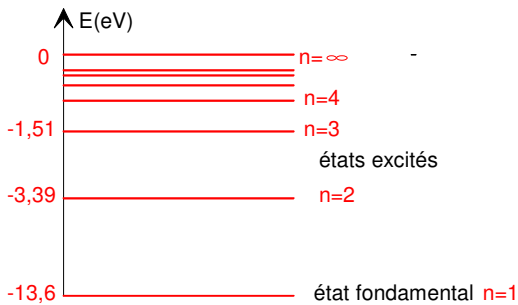 E(eV)
0 n=∞ -
n=4
-1,51 n=3
états excités
-3,39 n=2
-13,6 état fondamental n=1